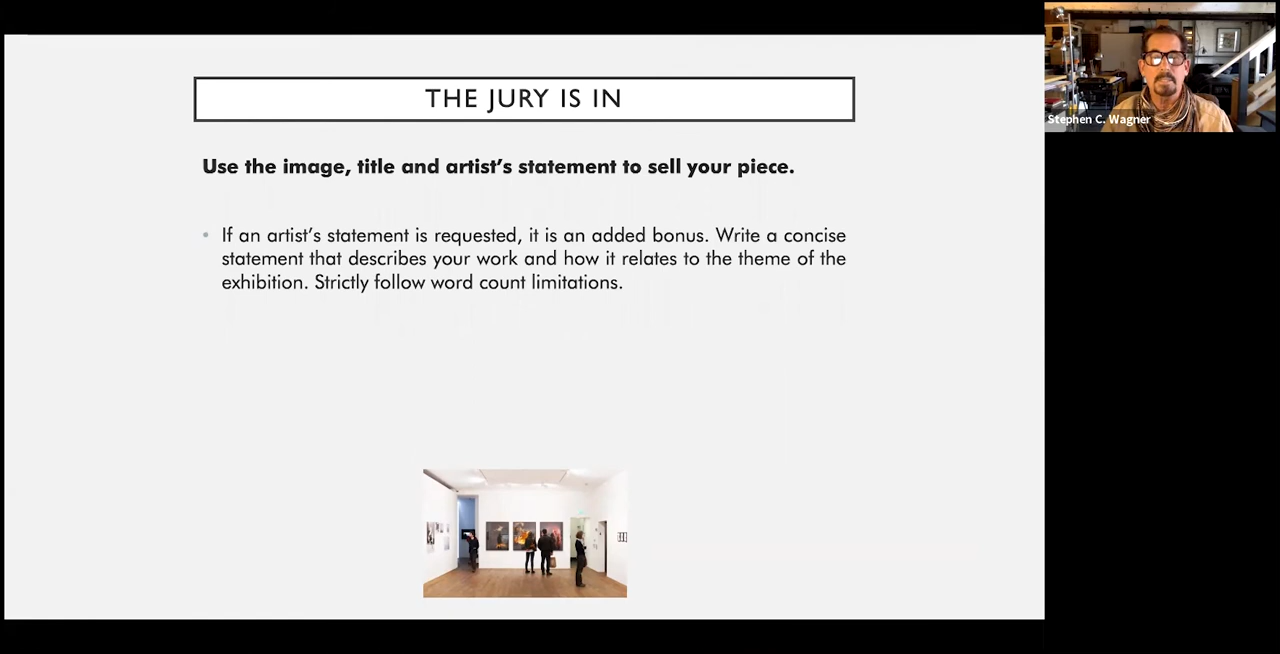 THE JURY IS IN
Use the image, title and artist’s statement to sell your piece.
• If an artist’s statement is requested, it is an added bonus. Write a concise
statement that describes your work and how it relates to the theme of the
exhibition. Strictly follow word count limitations.
Stephen C. Wagner